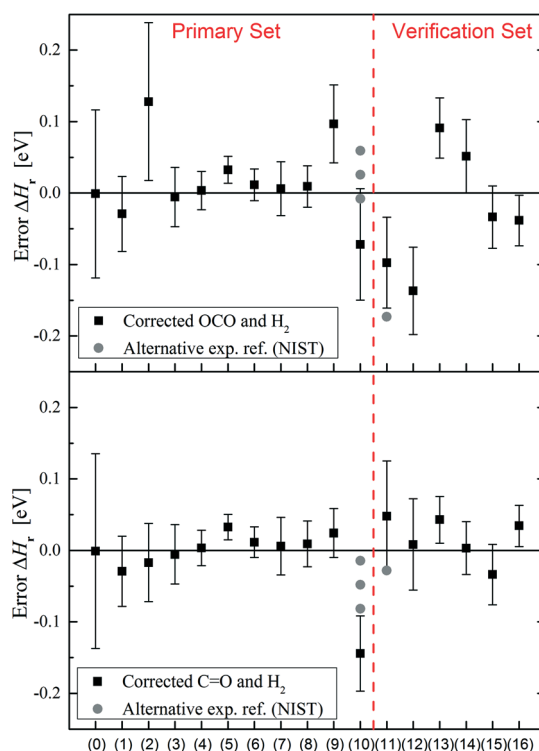 Primary Set
Verification Set
0.2
0.1
0.0
-0.1
-0.2
Error ΔHr [eV]
Corrected OCO and H2
Alternative exp. ref. (NIST)
0.2
0.1
0.0
-0.1
-0.2
Error ΔHr [eV]
Corrected C=O and H2
Alternative exp. ref. (NIST)
(0) (1) (2) (3) (4) (5) (6) (7) (8) (9) (10)(11)(12)(13)(14)(15)(16)